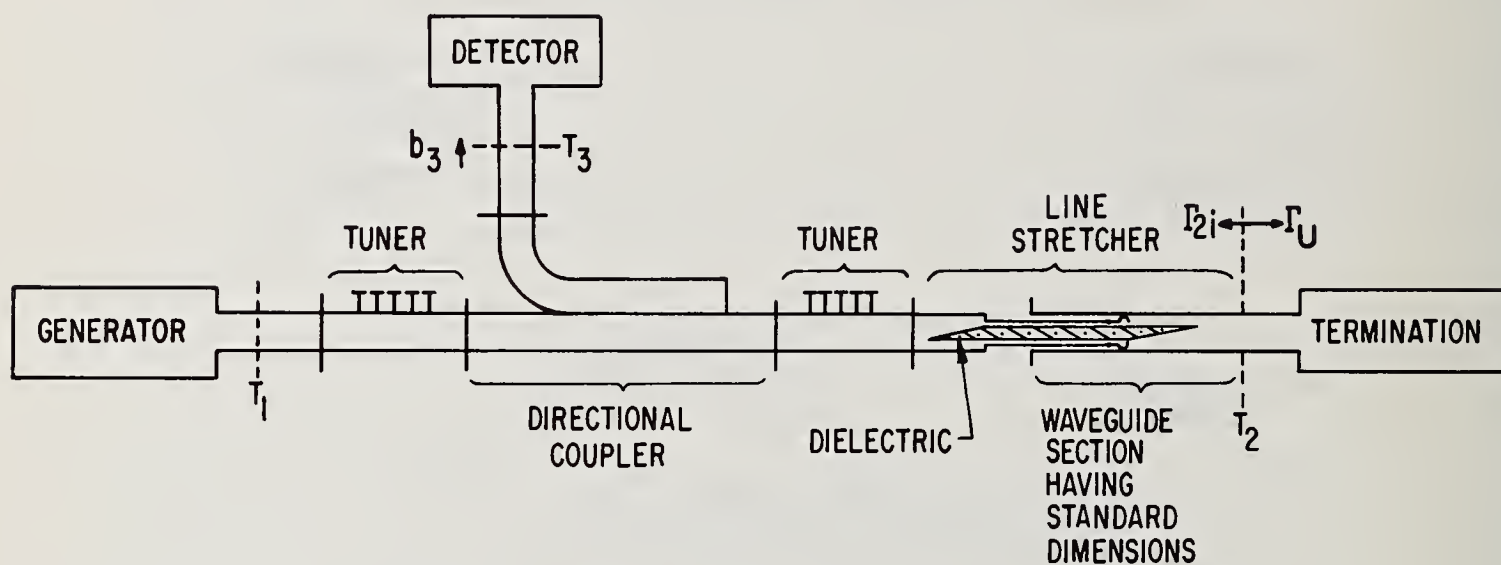 DETECTOR
b3
T3
TUNER
TUNER
LINE
STRETCHER
Γ2i
ΓU
GENERATOR
TERMINATION
T1
DIRECTIONAL
COUPLER
DIELECTRIC
WAVEGUIDE
SECTION
HAVING
STANDARD
DIMENSIONS
T2